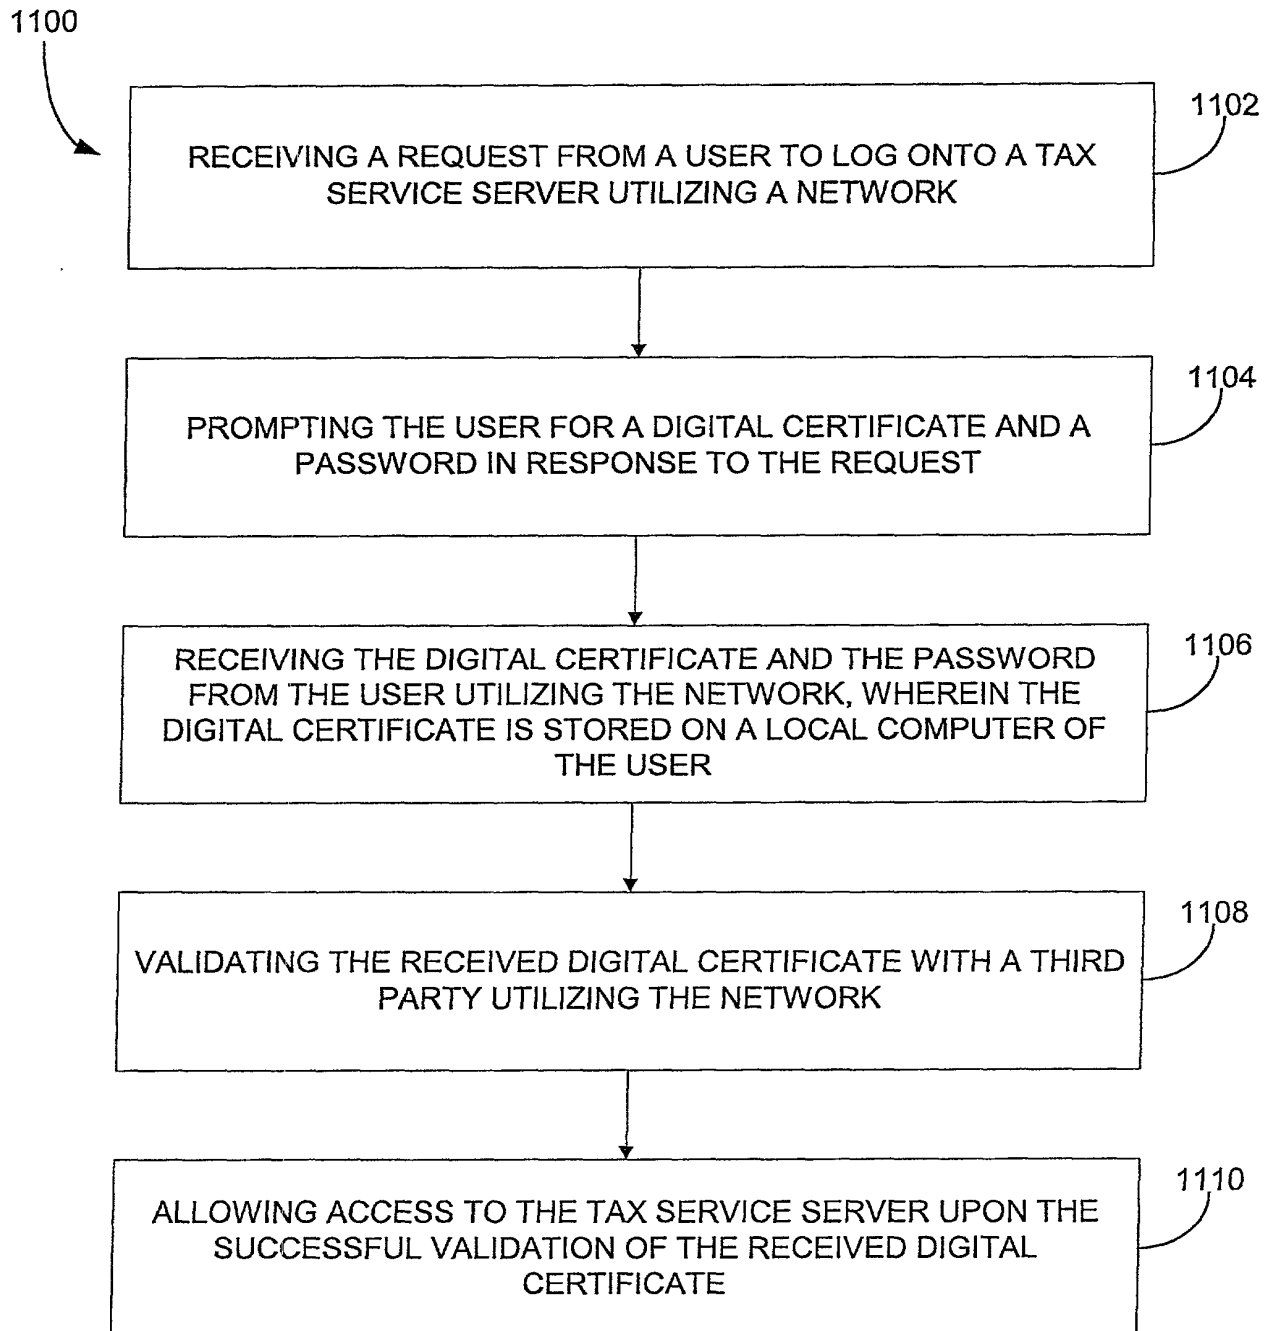 1100
1102
RECEIVING A REQUEST FROM A USER TO LOG ONTO A TAX
SERVICE SERVER UTILIZING A NETWORK
1104
PROMPTING THE USER FOR A DIGITAL CERTIFICATE AND A
PASSWORD IN RESPONSE TO THE REQUEST
1106
RECEIVING THE DIGITAL CERTIFICATE AND THE PASSWORD
FROM THE USER UTILIZING THE NETWORK, WHEREIN THE
DIGITAL CERTIFICATE IS STORED ON A LOCAL COMPUTER OF
THE USER
1108
VALIDATING THE RECEIVED DIGITAL CERTIFICATE WITH A THIRD
PARTY UTILIZING THE NETWORK
1110
ALLOWING ACCESS TO THE TAX SERVICE SERVER UPON THE
SUCCESSFUL VALIDATION OF THE RECEIVED DIGITAL
CERTIFICATE